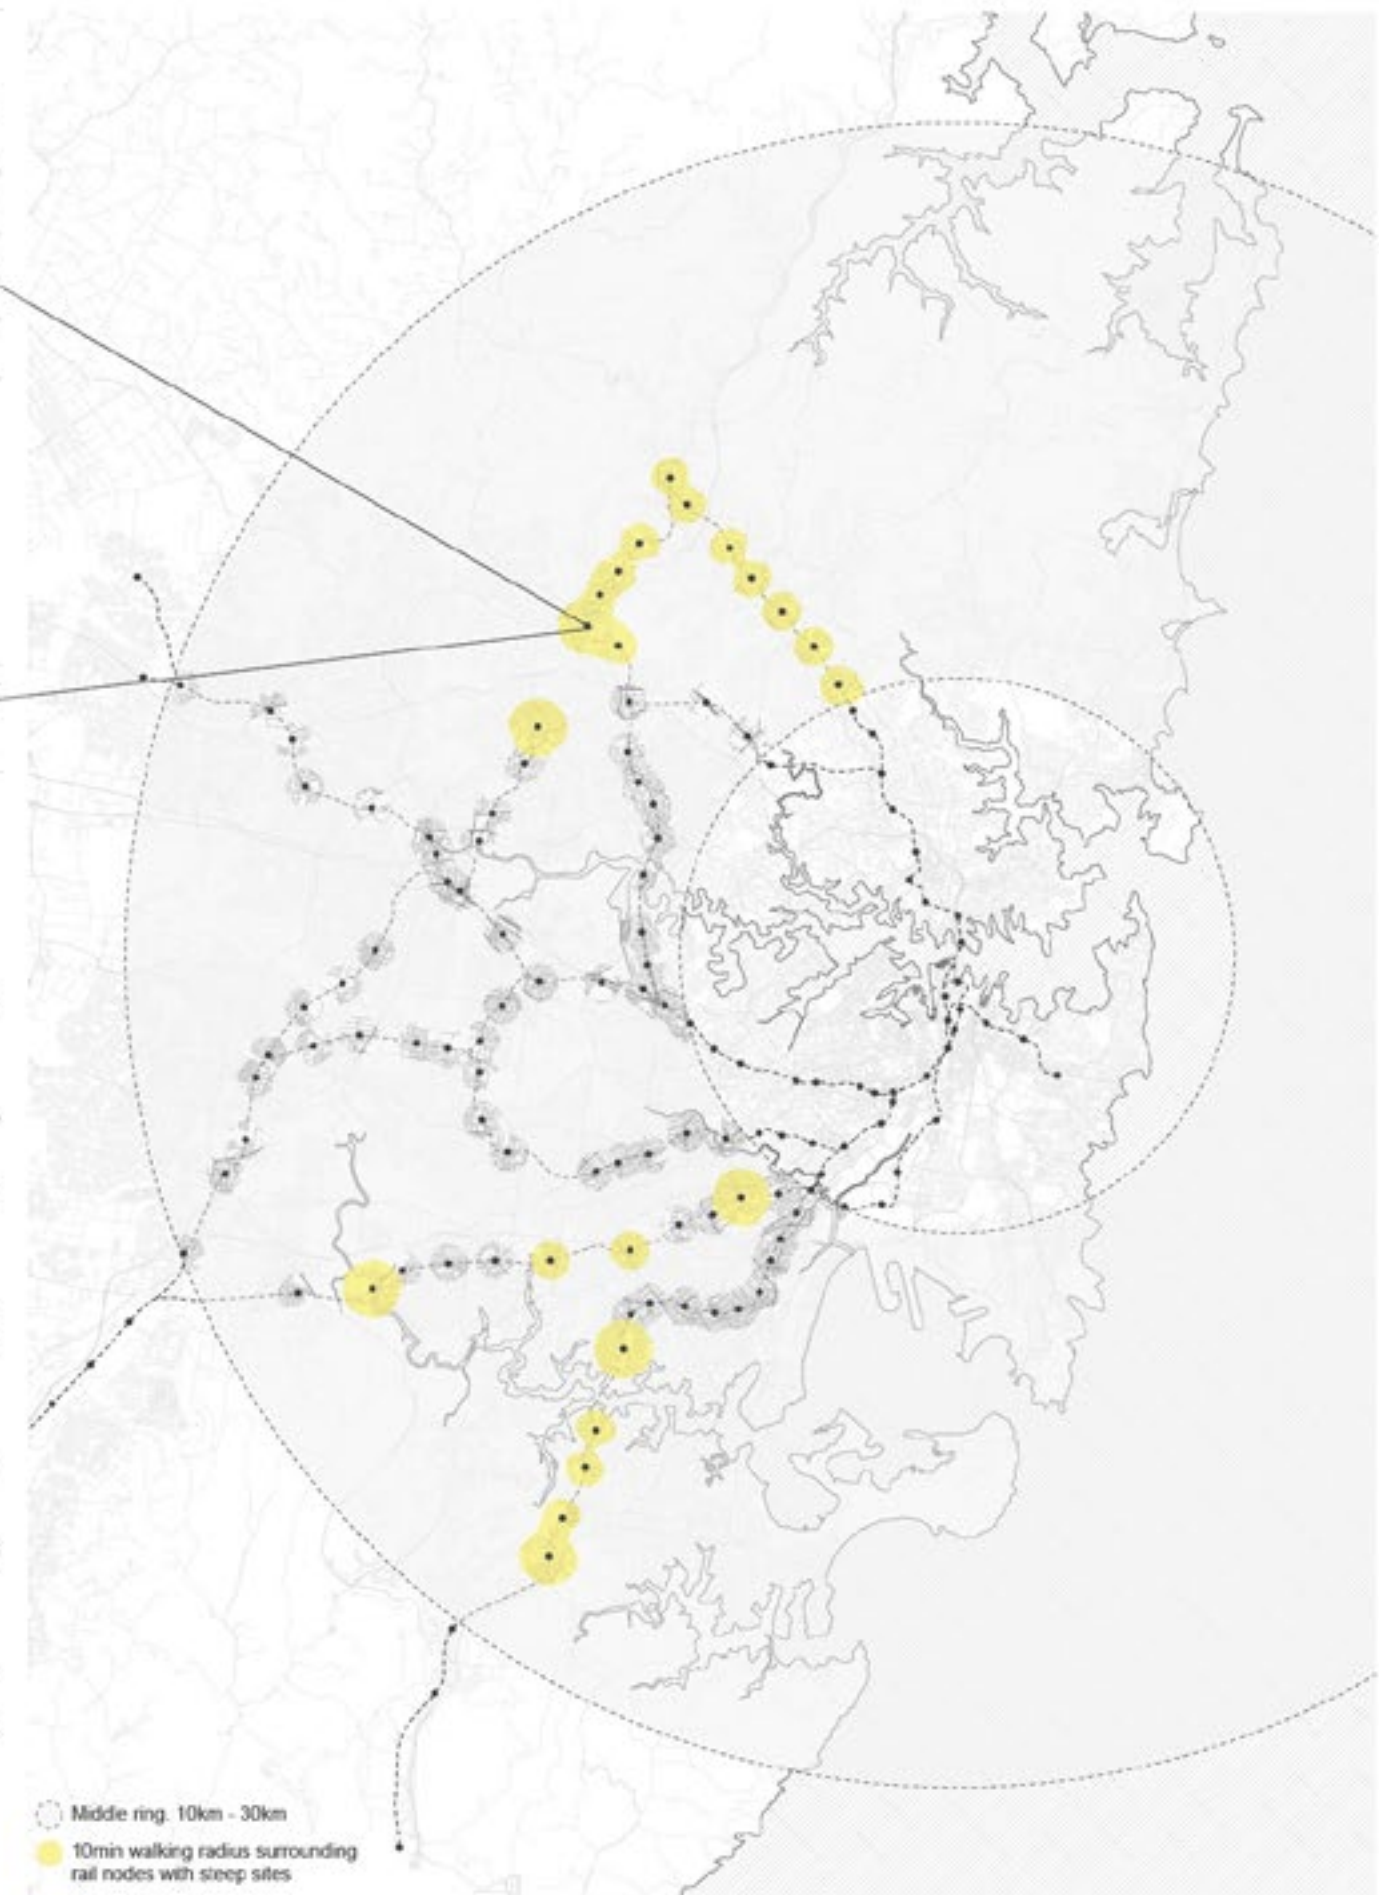 Middle ring. 10km - 30km
10min walking radius surrounding
rail nodes with steep sites